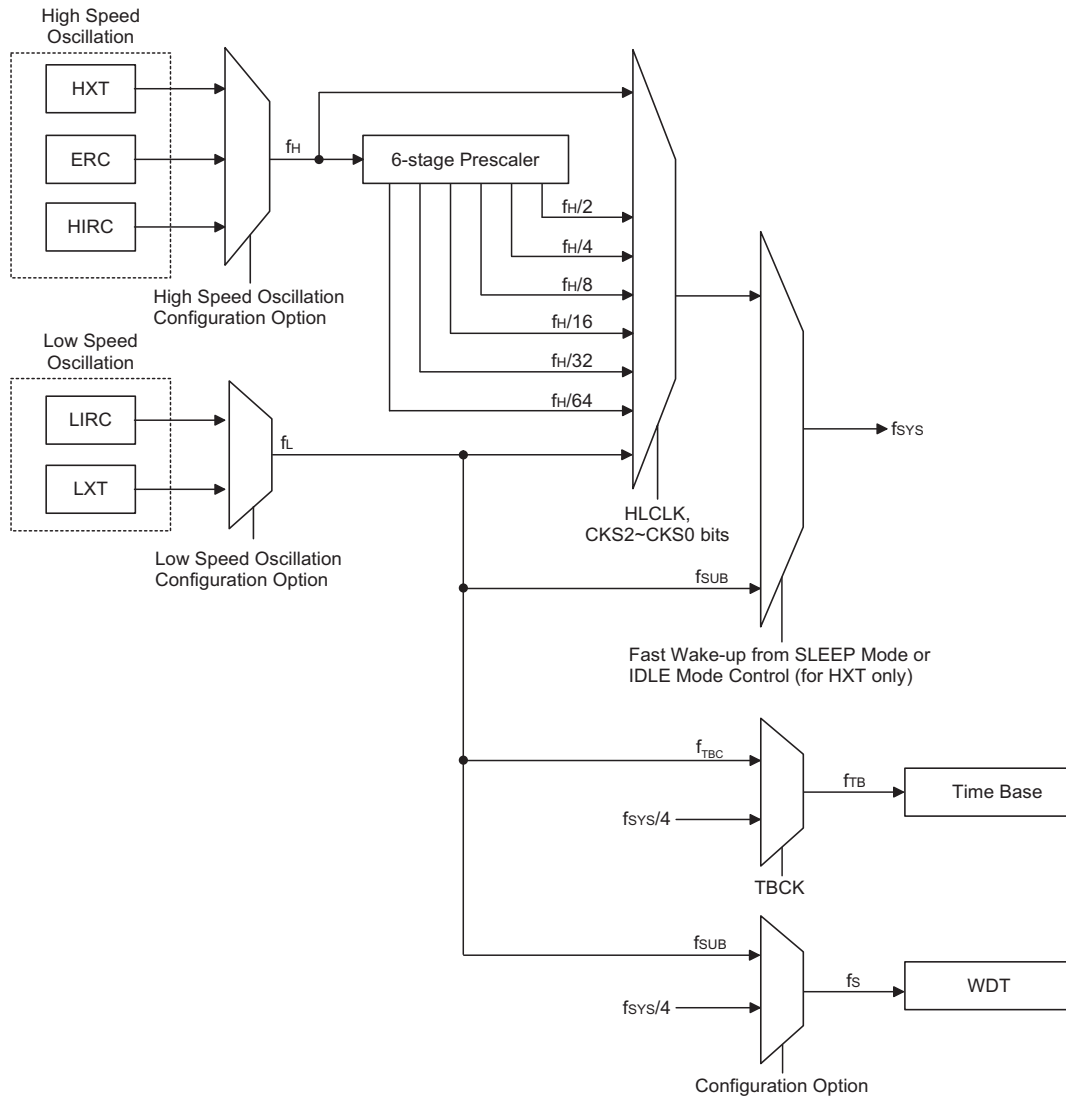 High Speed
Oscillation
HXT
ERC
HIRC
fH
6-stage Prescaler
fH/2
fH/4
fH/8
fH/16
fH/32
fH/64
High Speed Oscillation
Configuration Option
Low Speed
Oscillation
LIRC
LXT
fL
Low Speed Oscillation
Configuration Option
HLCLK,
CKS2~CKS0 bits
fSYS
fSUB
Fast Wake-up from SLEEP Mode or
IDLE Mode Control (for HXT only)
fTBC
fSYS/4
fTB
Time Base
TBCK
fSUB
fSYS/4
fS
WDT
Configuration Option